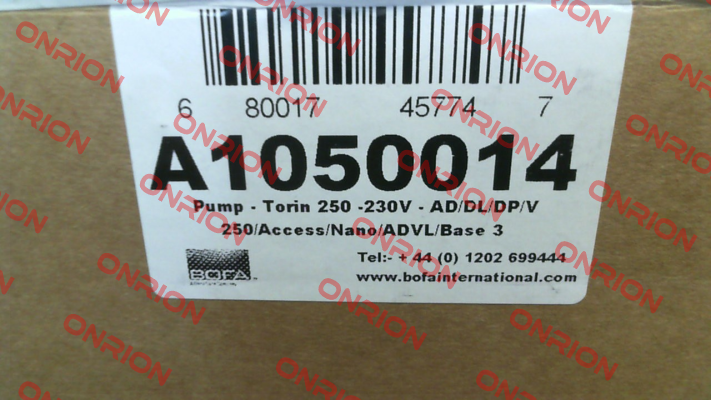 6 80017 45774 7
A1050014
Pump - Torin 250 -230V - AD/DL/DP/V
250/Access/Nano/ADVL/Base 3
Tel:- + 44 (0) 1202 699444
BOFA
www.bofainternational.com
ONRION